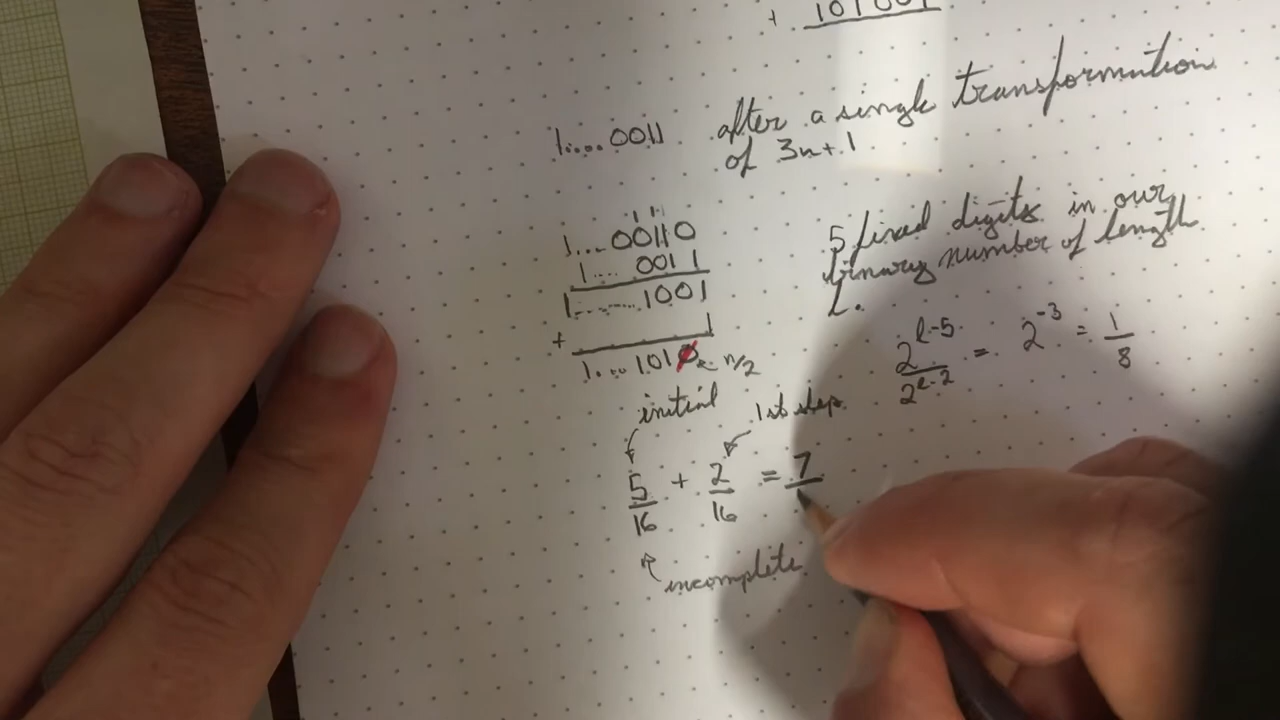 + 101001
1....0011 after a single transformation
of 3n+1
11
1...00110
1....0011
1........1001
+ 1
1....1010 ← n/2
5 fixed digits in our
binary number of length
L.
2^(l-5) / 2^(l-2) = 2^-3 = 1/8
initial 1st step
5/16 + 2/16 = 7
incomplete